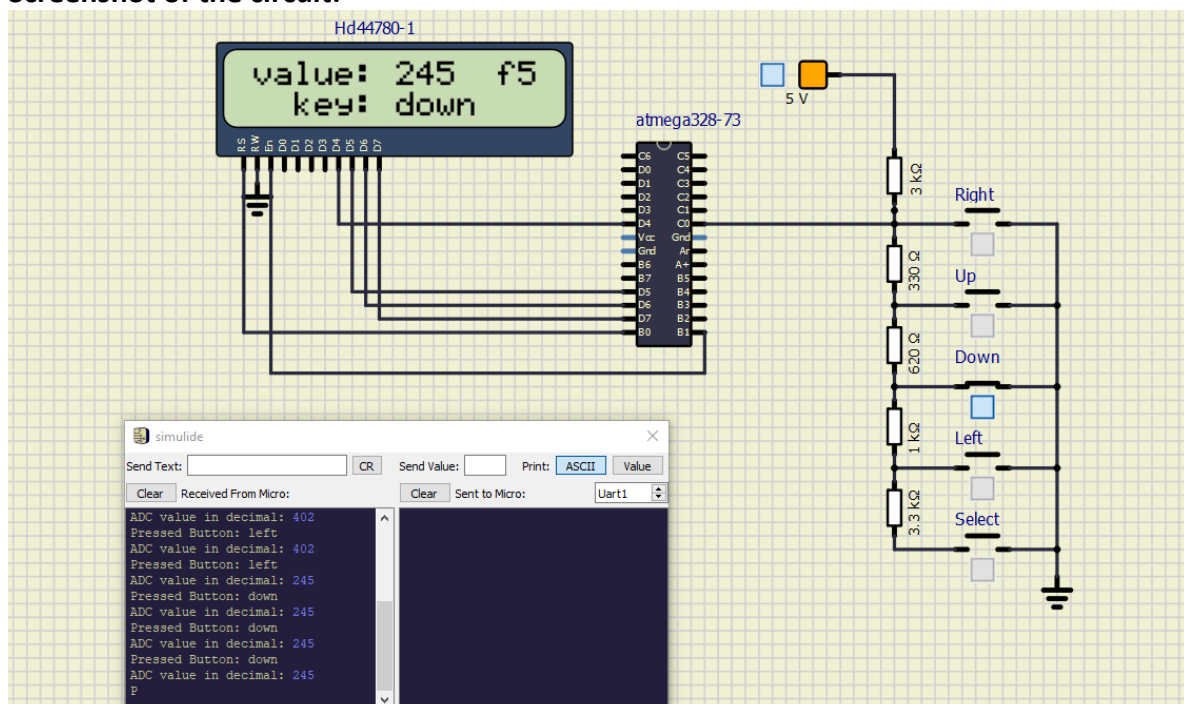 Screenshot of the circuit:
Hd44780-1
value: 245 f5
key: down
RS RW En D0 D1 D2 D3 D4 D5 D6 D7
5 V
atmega328-73
C6 C5
D0 C4
D1 C3
D2 C2
D3 C1
D4 C0
Vcc Gnd
Gnd Ar
B6 A+
B7 B5
D5 B4
D6 B3
D7 B2
B0 B1
3 kΩ
Right
330 Ω
Up
620 Ω
Down
1 kΩ
Left
3.3 kΩ
Select
simulide
Send Text: CR Send Value: Print: ASCII Value
Clear Received From Micro: Clear Sent to Micro: Uart1
ADC value in decimal: 402
Pressed Button: left
ADC value in decimal: 402
Pressed Button: left
ADC value in decimal: 245
Pressed Button: down
ADC value in decimal: 245
Pressed Button: down
ADC value in decimal: 245
Pressed Button: down
ADC value in decimal: 245
P